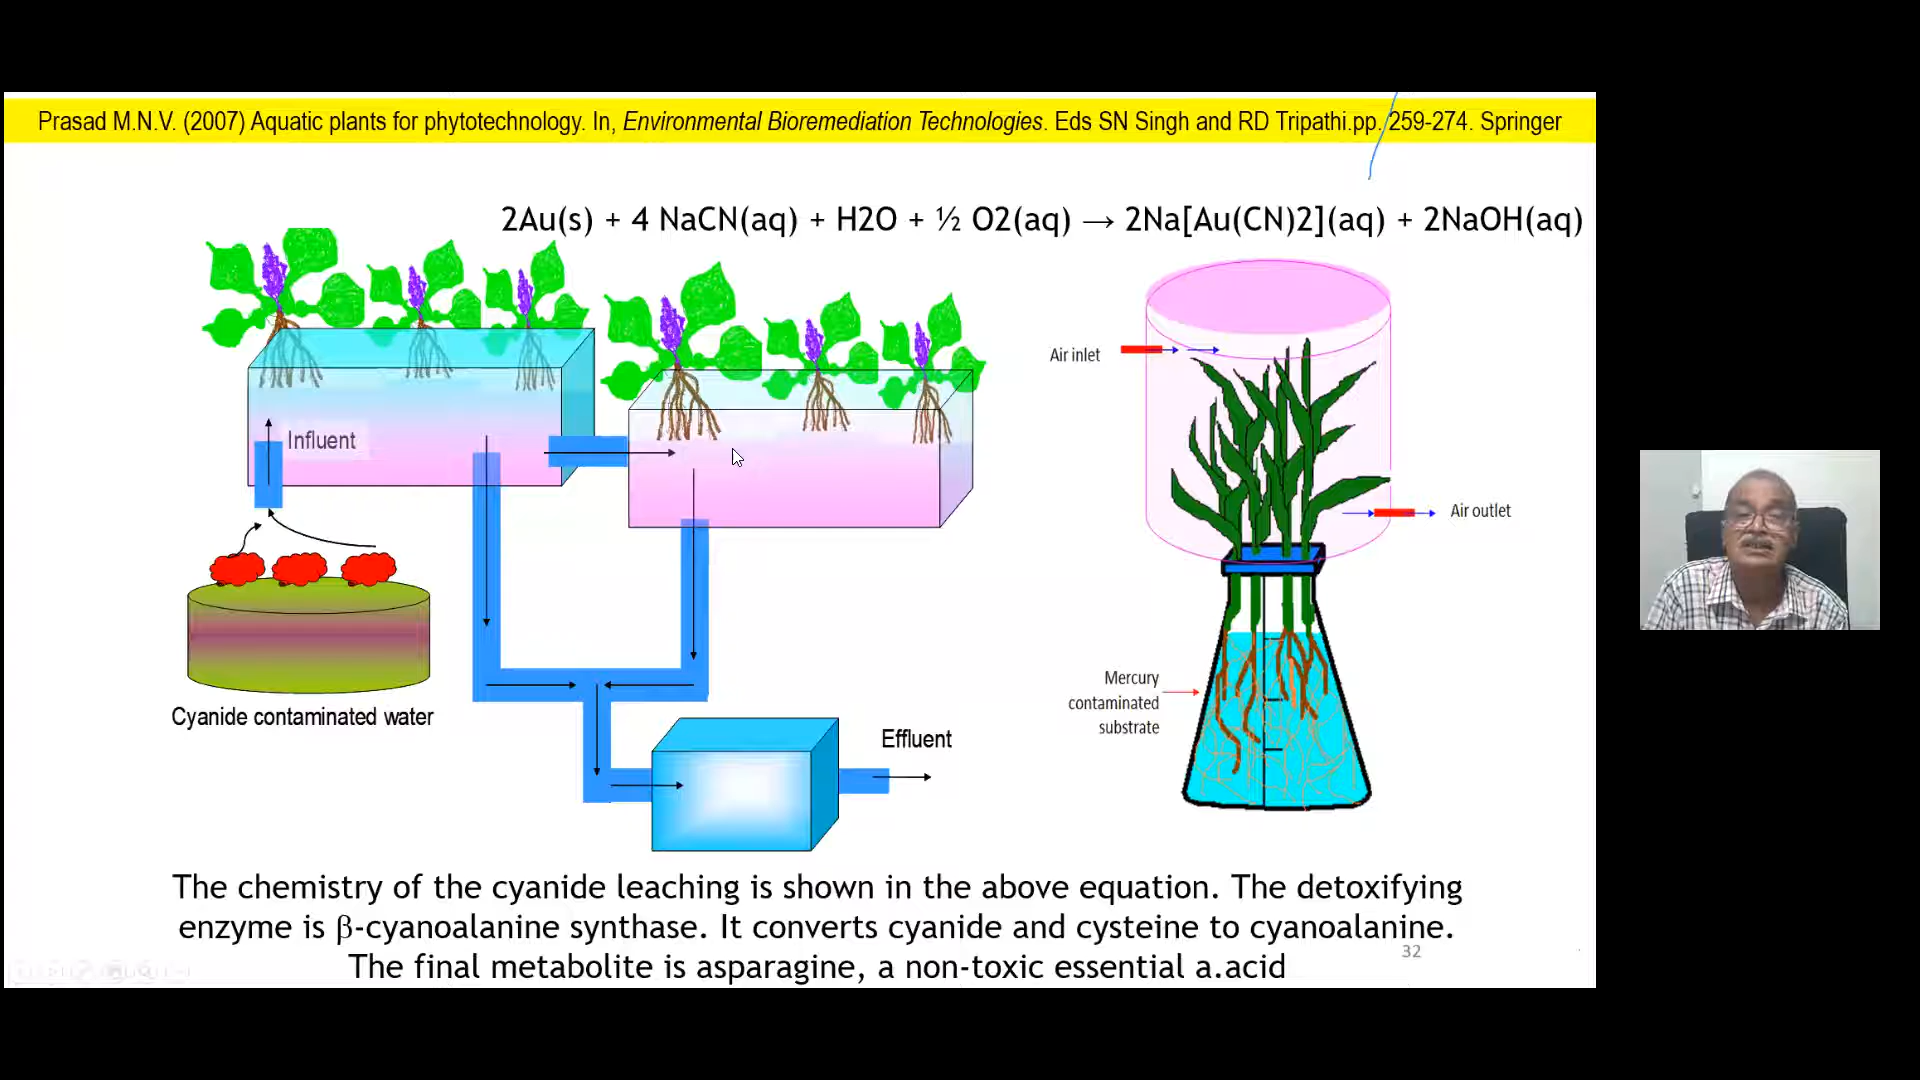 Prasad M.N.V. (2007) Aquatic plants for phytotechnology. In, Environmental Bioremediation Technologies. Eds SN Singh and RD Tripathi.pp. 259-274. Springer
2Au(s) + 4 NaCN(aq) + H2O + ½ O2(aq) → 2Na[Au(CN)2](aq) + 2NaOH(aq)
Air inlet
Influent
Air outlet
Mercury
contaminated
substrate
Cyanide contaminated water
Effluent
The chemistry of the cyanide leaching is shown in the above equation. The detoxifying
enzyme is β-cyanoalanine synthase. It converts cyanide and cysteine to cyanoalanine.
The final metabolite is asparagine, a non-toxic essential a.acid
32